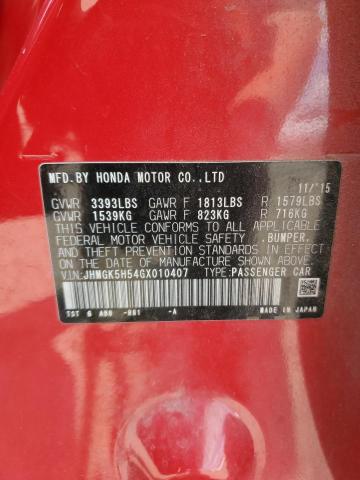 MFD.BY HONDA MOTOR CO.,LTD 11/'15
GVWR 3393LBS GAWR F 1813LBS R 1579LBS
GVWR 1539KG GAWR F 823KG R 716KG
THIS VEHICLE CONFORMS TO ALL APPLICABLE
FEDERAL MOTOR VEHICLE SAFETY, .BUMPER,
AND THEFT PREVENTION STANDARDS IN EFFECT
ON DATE OF MANUFACTURE SHOWN ABOVE.
V.I.N:JHMGK5H54GX010407 TYPE:PASSENGER CAR
T5T 6 -A
MADE IN JAPAN